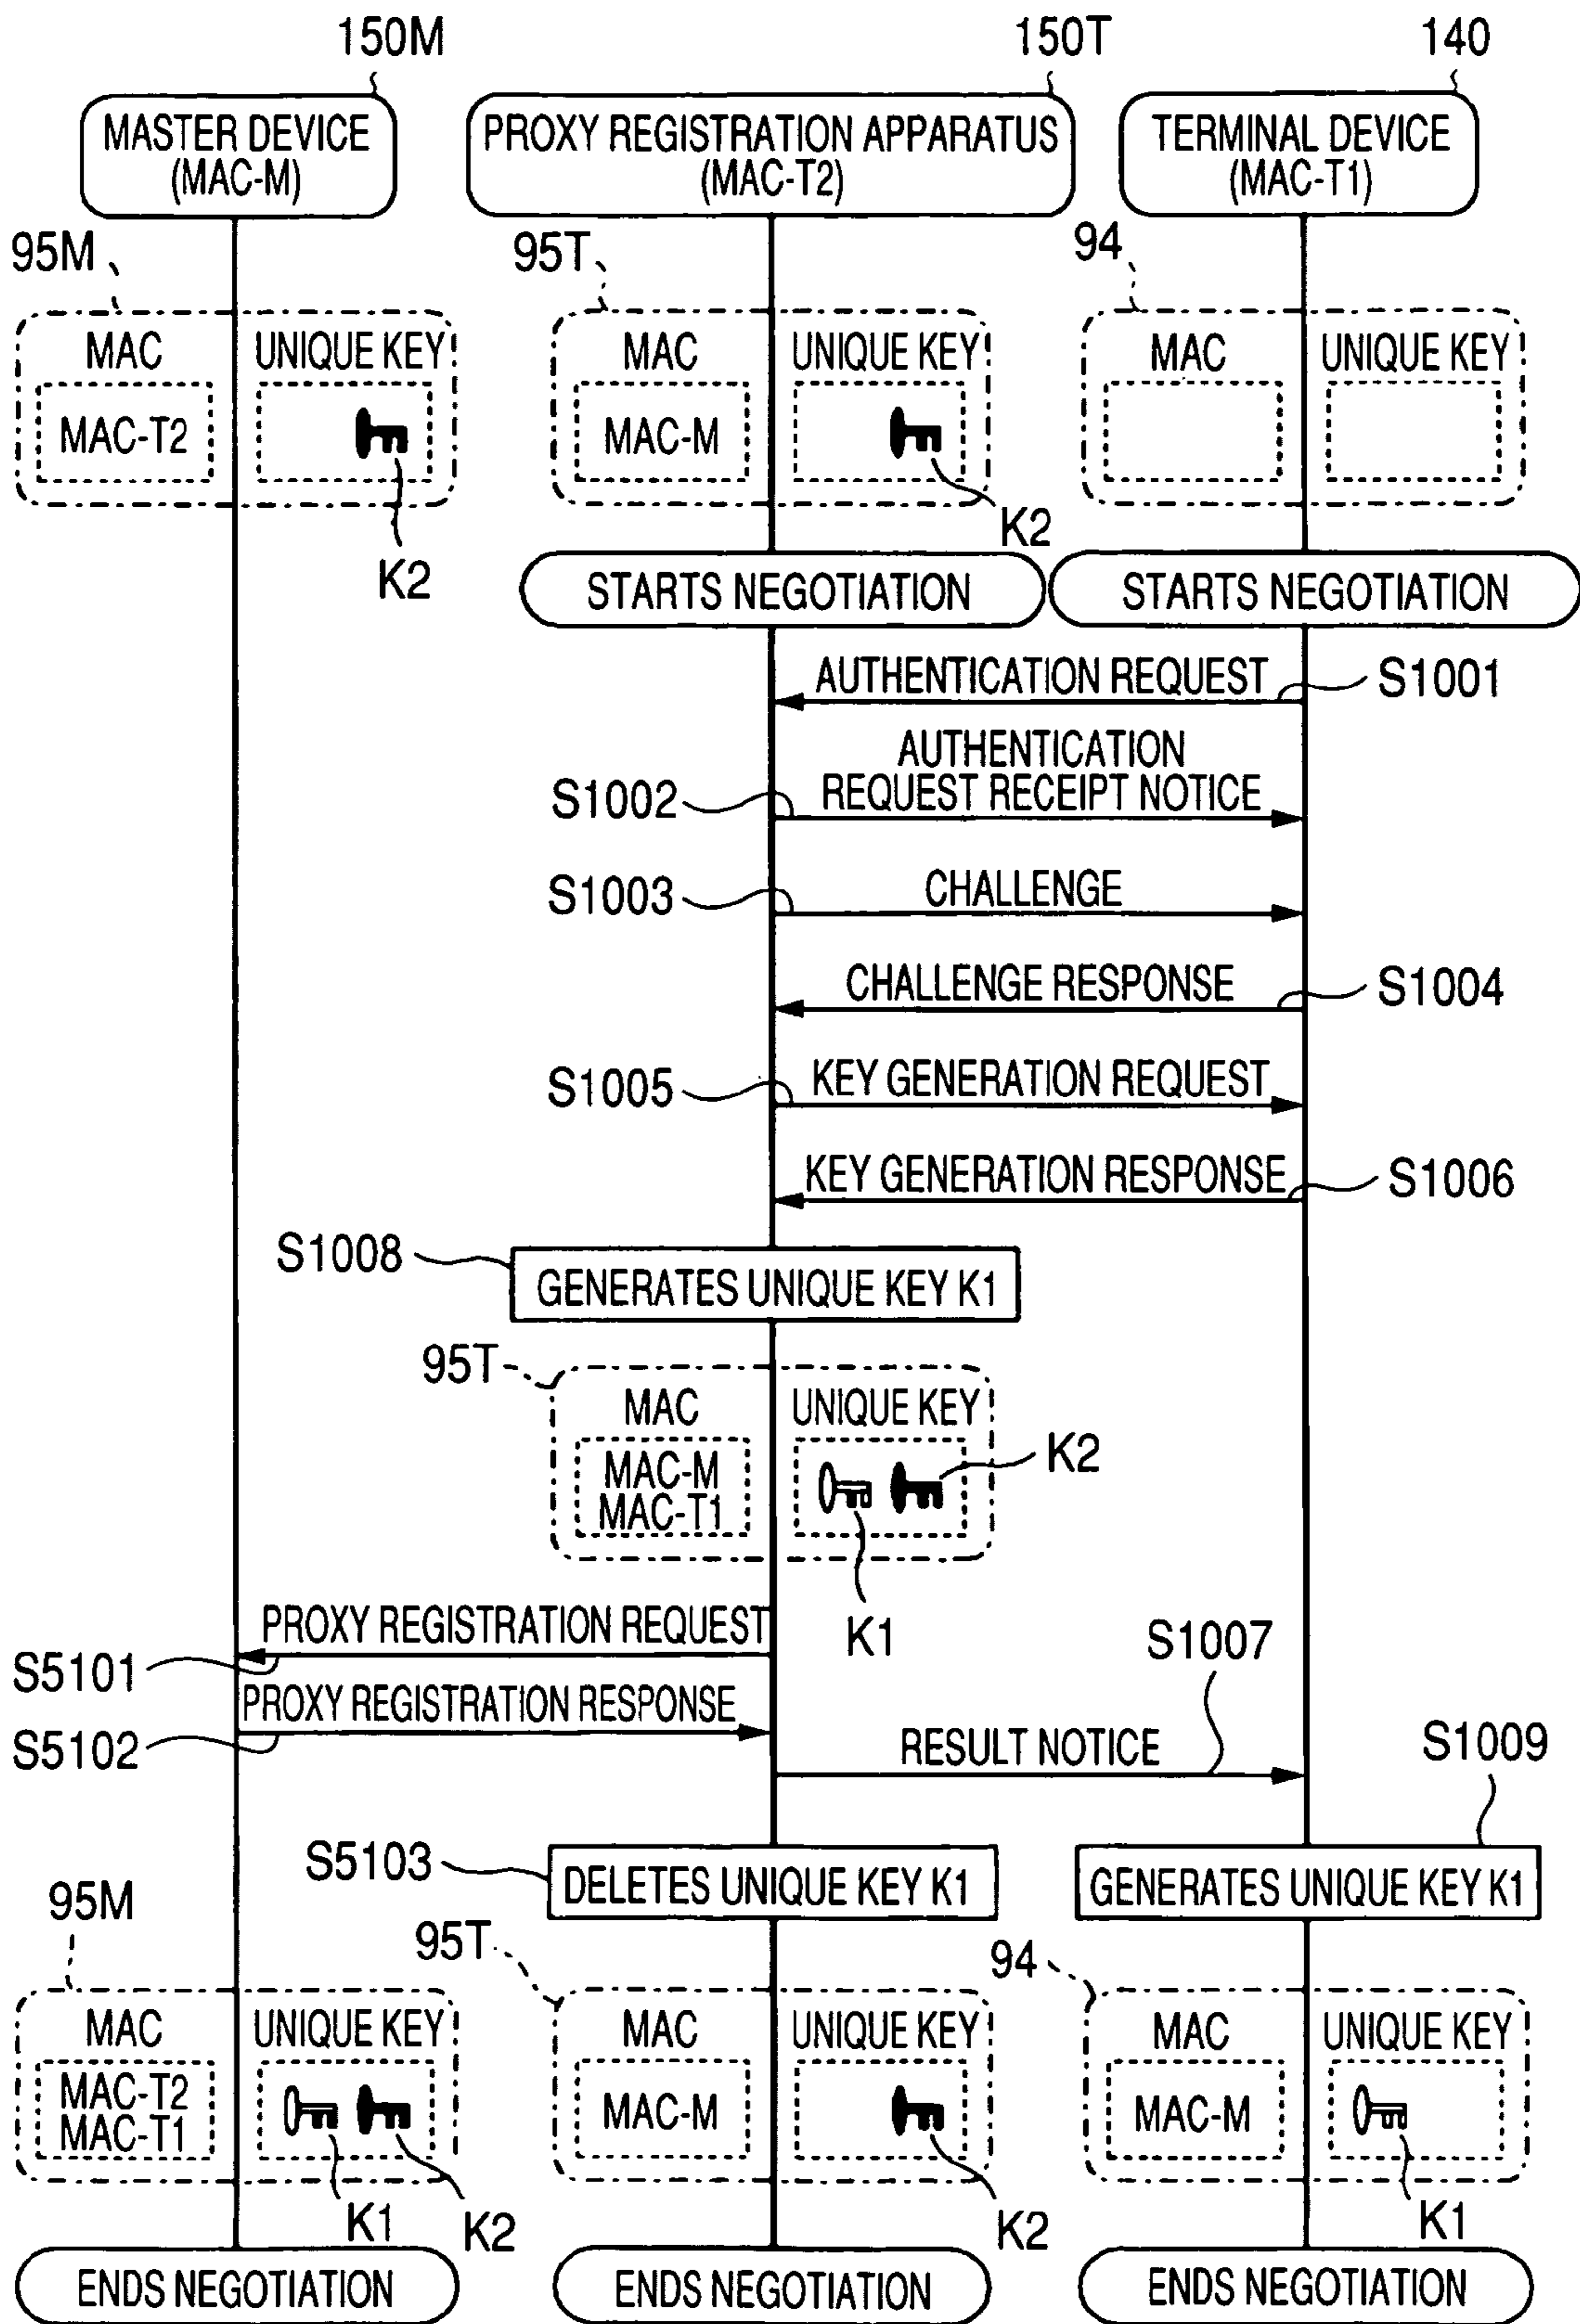 150M
150T
140
MASTER DEVICE
(MAC-M)
PROXY REGISTRATION APPARATUS
(MAC-T2)
TERMINAL DEVICE
(MAC-T1)
95M
95T
94
MAC
UNIQUE KEY
MAC
UNIQUE KEY
MAC
UNIQUE KEY
MAC-T2
MAC-M
K2
K2
STARTS NEGOTIATION
STARTS NEGOTIATION
AUTHENTICATION REQUEST
S1001
AUTHENTICATION
REQUEST RECEIPT NOTICE
S1002
CHALLENGE
S1003
CHALLENGE RESPONSE
S1004
KEY GENERATION REQUEST
S1005
KEY GENERATION RESPONSE
S1006
S1008
GENERATES UNIQUE KEY K1
95T
MAC
UNIQUE KEY
MAC-M
MAC-T1
K2
K1
PROXY REGISTRATION REQUEST
S5101
S1007
PROXY REGISTRATION RESPONSE
S5102
RESULT NOTICE
S1009
S5103
DELETES UNIQUE KEY K1
GENERATES UNIQUE KEY K1
95M
95T
94
MAC
UNIQUE KEY
MAC
UNIQUE KEY
MAC
UNIQUE KEY
MAC-T2
MAC-T1
MAC-M
MAC-M
K1
K2
K2
K1
ENDS NEGOTIATION
ENDS NEGOTIATION
ENDS NEGOTIATION